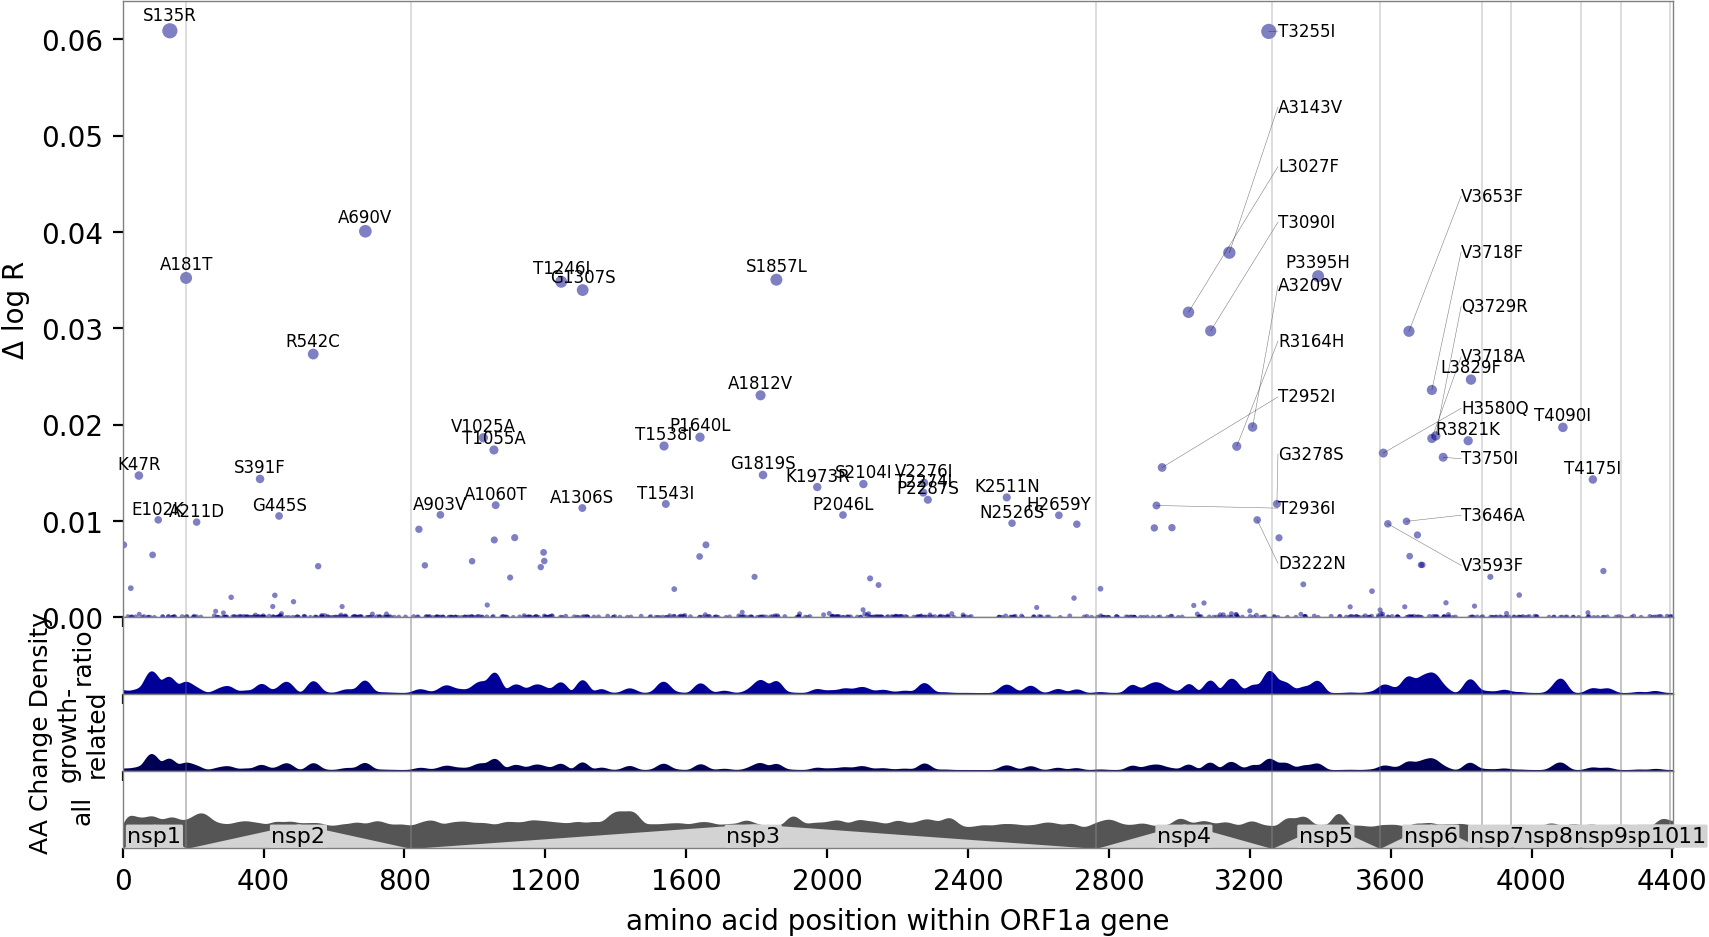 S135R
0.06
T3255I
A3143V
0.05
L3027F
V3653F
A690V
T3090I
0.04
A181T
T1246I
G1307S
S1857L
P3395H
V3718F
A3209V
Δ log R
0.03
Q3729R
R542C
R3164H
V3718A
L3829F
A1812V
T2952I
H3580Q
T4090I
0.02
V1025A
T1055A
T1538I
P1640L
R3821K
K47R
S391F
G1819S
K1973R
S2104I
V2276I
T2274I
P2287S
K2511N
G3278S
T3750I
T4175I
E102K
A211D
G445S
A903V
A1060T
A1306S
T1543I
P2046L
N2526S
H2659Y
T2936I
T3646A
0.01
D3222N
V3593F
0.00
AA Change Density
ratio
growth-
related
all
nsp1 nsp2 nsp3 nsp4 nsp5 nsp6 nsp7 nsp8 nsp9 nsp1011
0 400 800 1200 1600 2000 2400 2800 3200 3600 4000 4400
amino acid position within ORF1a gene